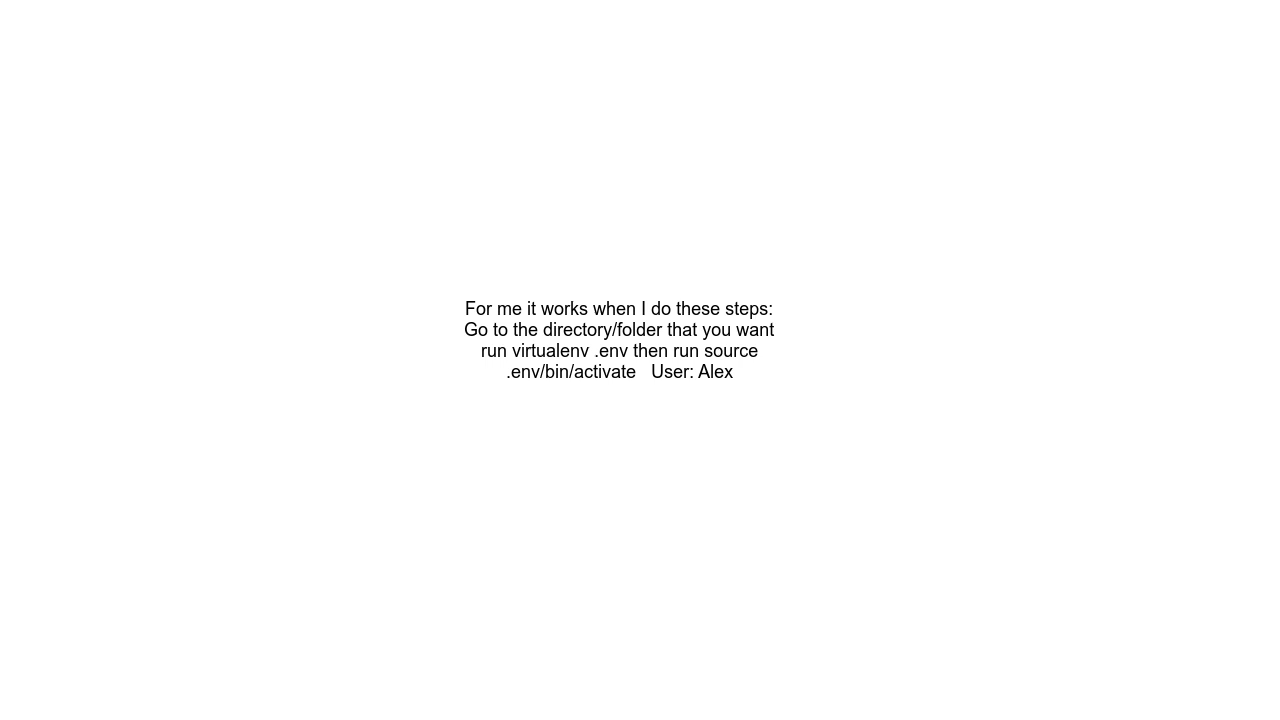 For me it works when I do these steps:
Go to the directory/folder that you want
run virtualenv .env then run source
.env/bin/activate   User: Alex